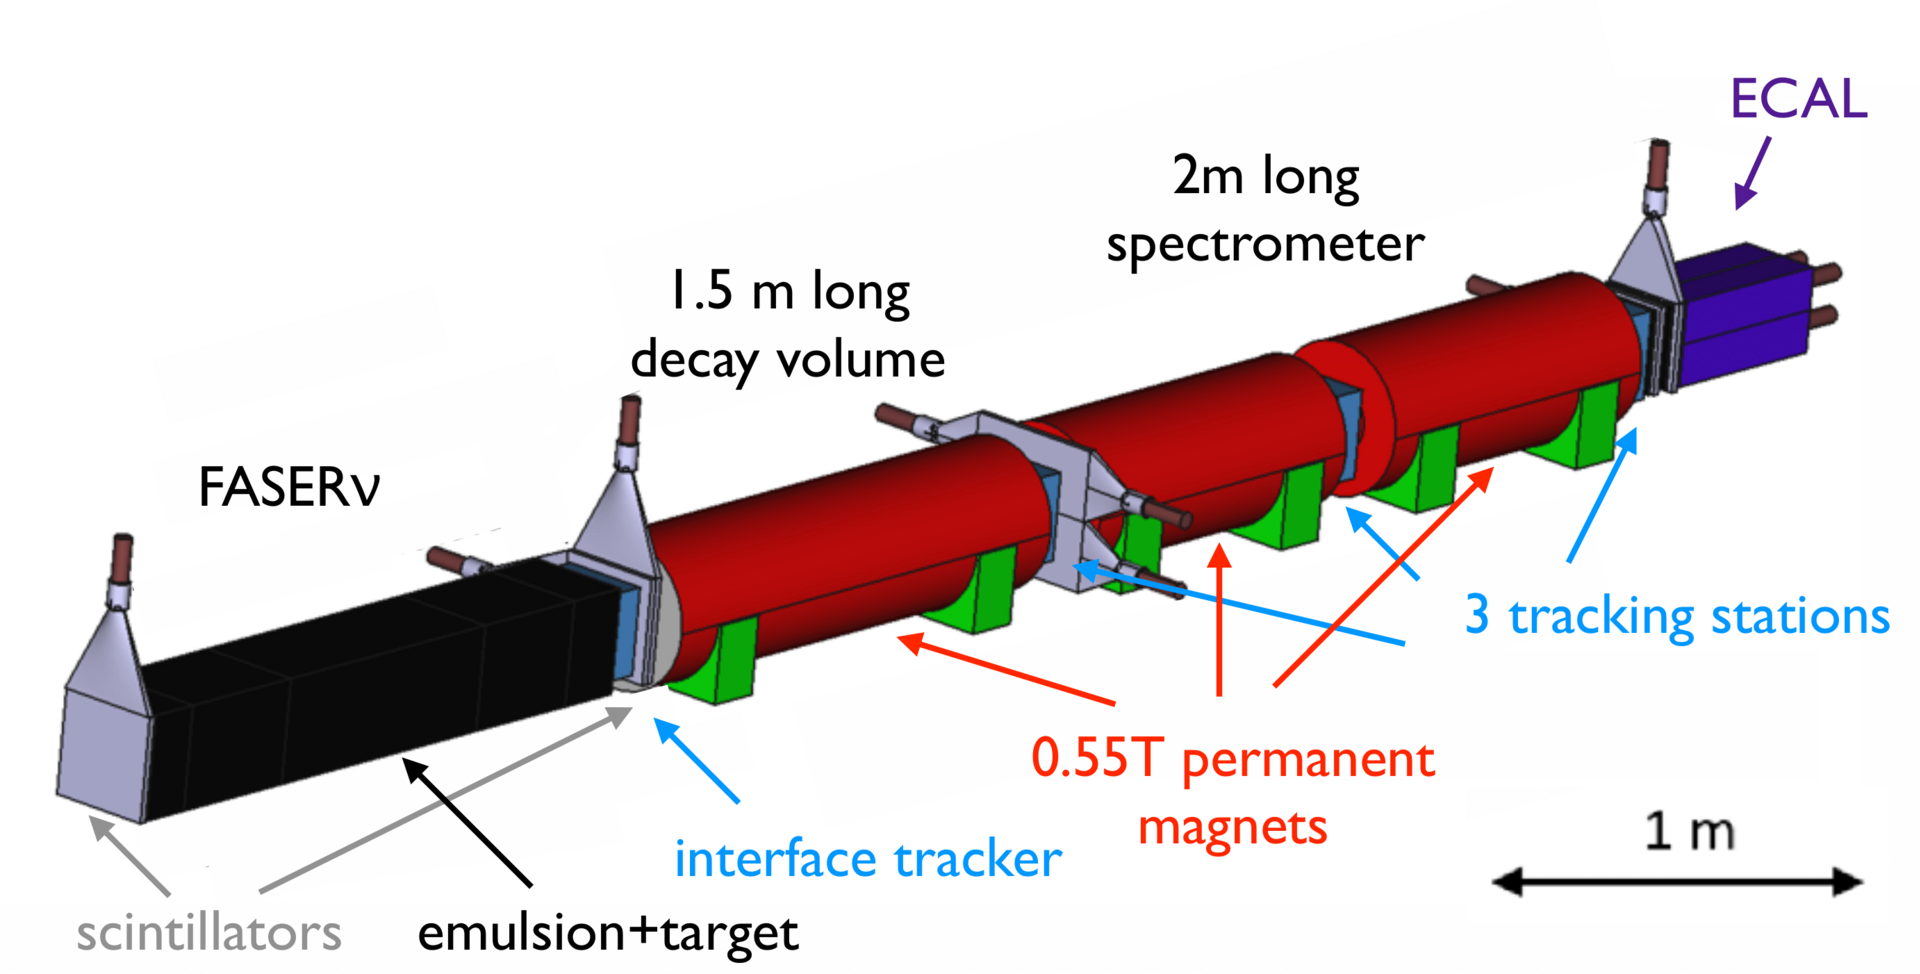 ECAL
2m long
spectrometer
1.5 m long
decay volume
FASERν
3 tracking stations
0.55T permanent
magnets
1 m
interface tracker
scintillators
emulsion+target